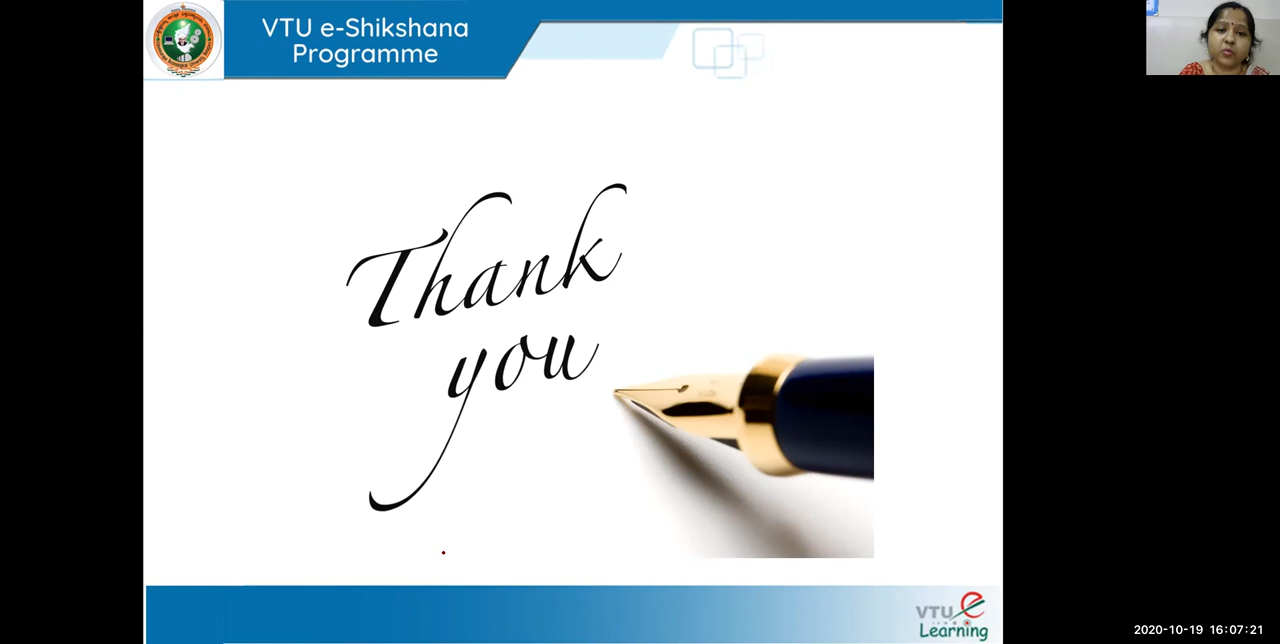 VTU e-Shikshana
Programme
Thank
you
VTU e
Learning
2020-10-19 16:07:21